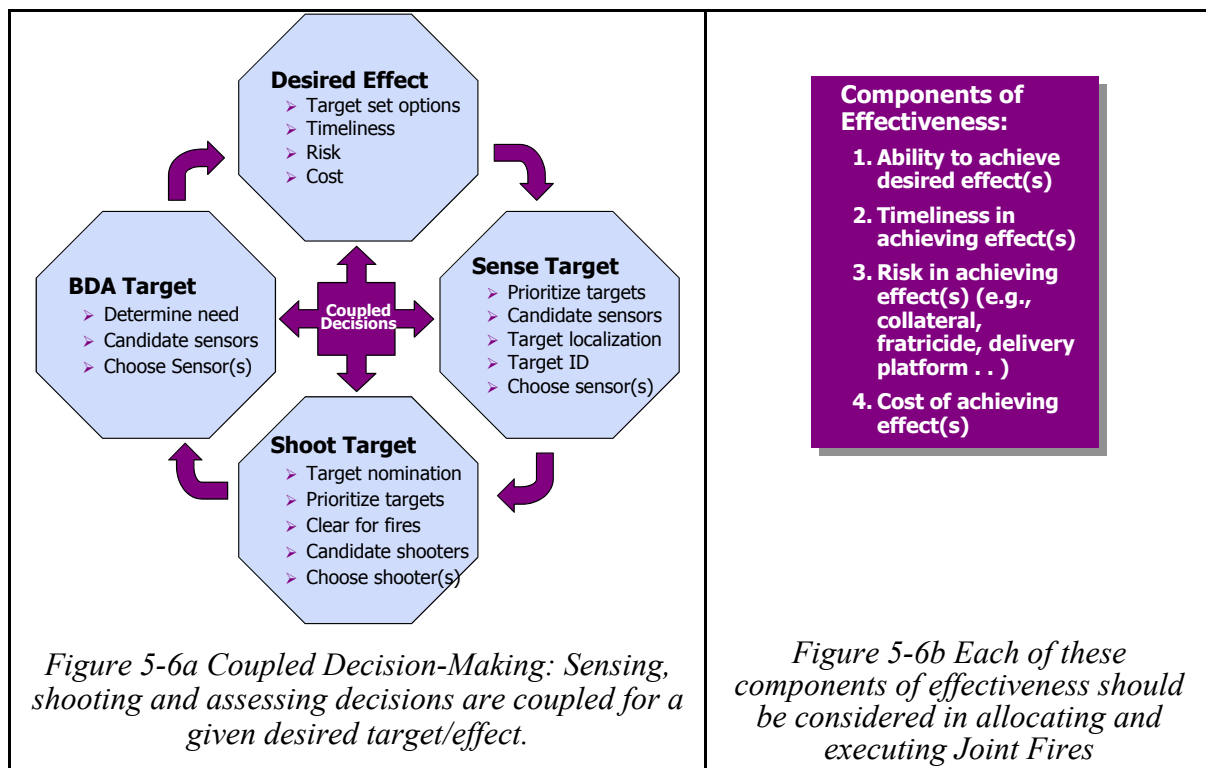 Desired Effect
➢ Target set options
➢ Timeliness
➢ Risk
➢ Cost
Sense Target
➢ Prioritize targets
➢ Candidate sensors
➢ Target localization
➢ Target ID
➢ Choose sensor(s)
Shoot Target
➢ Target nomination
➢ Prioritize targets
➢ Clear for fires
➢ Candidate shooters
➢ Choose shooter(s)
BDA Target
➢ Determine need
➢ Candidate sensors
➢ Choose Sensor(s)
Coupled
Decisions
Figure 5-6a Coupled Decision-Making: Sensing,
shooting and assessing decisions are coupled for a
given desired target/effect.
Components of
Effectiveness:
1. Ability to achieve
desired effect(s)
2. Timeliness in
achieving effect(s)
3. Risk in achieving
effect(s) (e.g.,
collateral,
fratricide, delivery
platform . . )
4. Cost of achieving
effect(s)
Figure 5-6b Each of these
components of effectiveness should
be considered in allocating and
executing Joint Fires